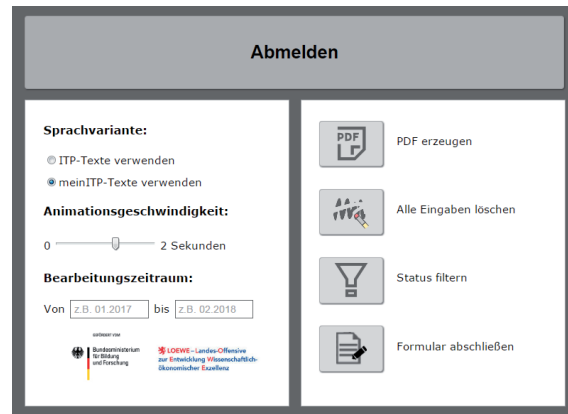 Abmelden
Sprachvariante:
ITP-Texte verwenden
meinITP-Texte verwenden
Animationsgeschwindigkeit:
0 2 Sekunden
Bearbeitungszeitraum:
Von z.B. 01.2017 bis z.B. 02.2018
GEFÖRDERT VOM
Bundesministerium
für Bildung
und Forschung
LOEWE – Landes-Offensive
zur Entwicklung Wissenschaftlich-
ökonomischer Exzellenz
PDF
PDF erzeugen
Alle Eingaben löschen
Status filtern
Formular abschließen